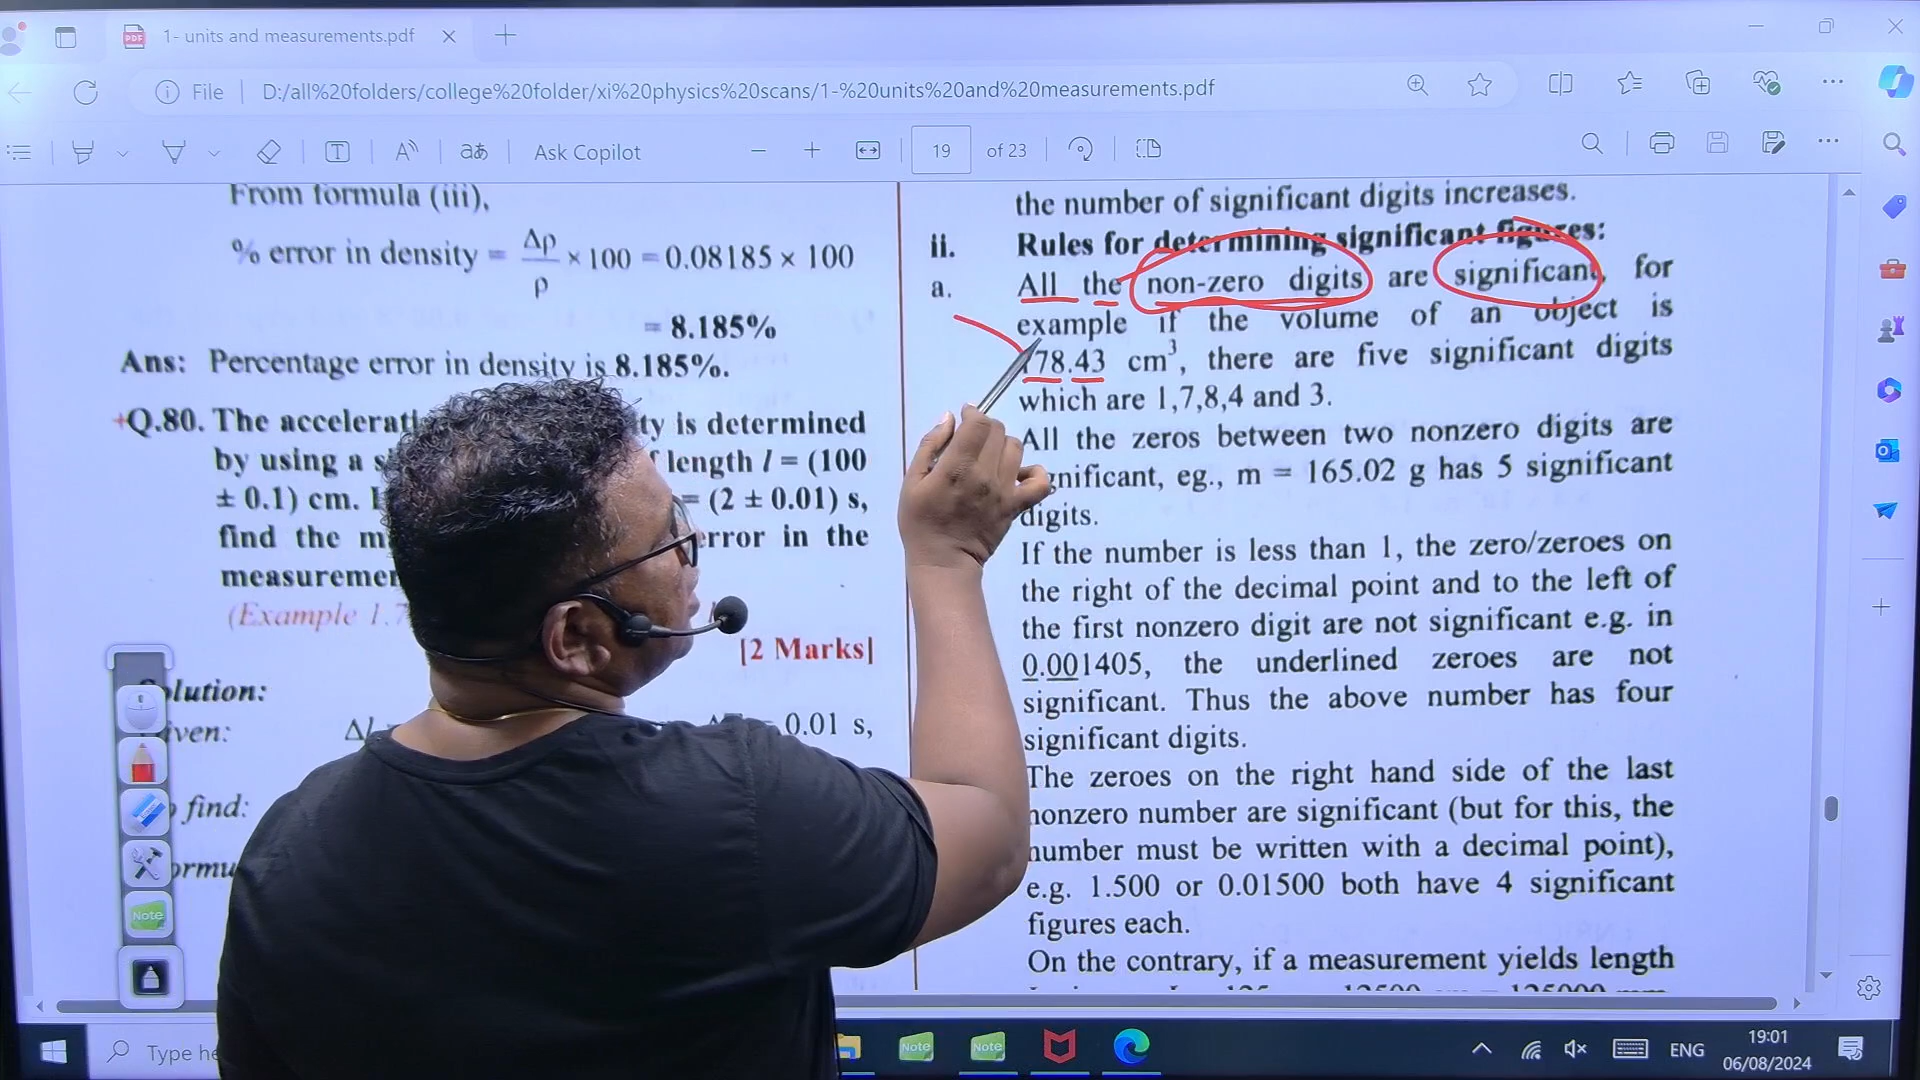 1- units and measurements.pdf
File
D:/all%20folders/college%20folder/xi%20physics%20scans/1-%20units%20and%20measurements.pdf
Ask Copilot
19
of 23
From formula (iii),
% error in density = Δρ/ρ × 100 = 0.08185 × 100
= 8.185%
Ans: Percentage error in density is 8.185%.
+Q.80. The ty is determined
by using a length l = (100
± 0.1) cm. = (2 ± 0.01) s,
find the error in the
(Example 1.7
[2 Marks]
0.01 s,
find:
the number of significant digits increases.
ii. Rules for determining significant figures:
a. All the non-zero digits are significant, for
example if the volume of an object is
178.43 cm³, there are five significant digits
which are 1,7,8,4 and 3.
All the zeros between two nonzero digits are
gnificant, eg., m = 165.02 g has 5 significant
digits.
If the number is less than 1, the zero/zeroes on
the right of the decimal point and to the left of
the first nonzero digit are not significant e.g. in
0.001405, the underlined zeroes are not
significant. Thus the above number has four
significant digits.
The zeroes on the right hand side of the last
nonzero number are significant (but for this, the
number must be written with a decimal point),
e.g. 1.500 or 0.01500 both have 4 significant
figures each.
On the contrary, if a measurement yields length
Note
Type he
Note
Note
ENG
19:01
06/08/2024